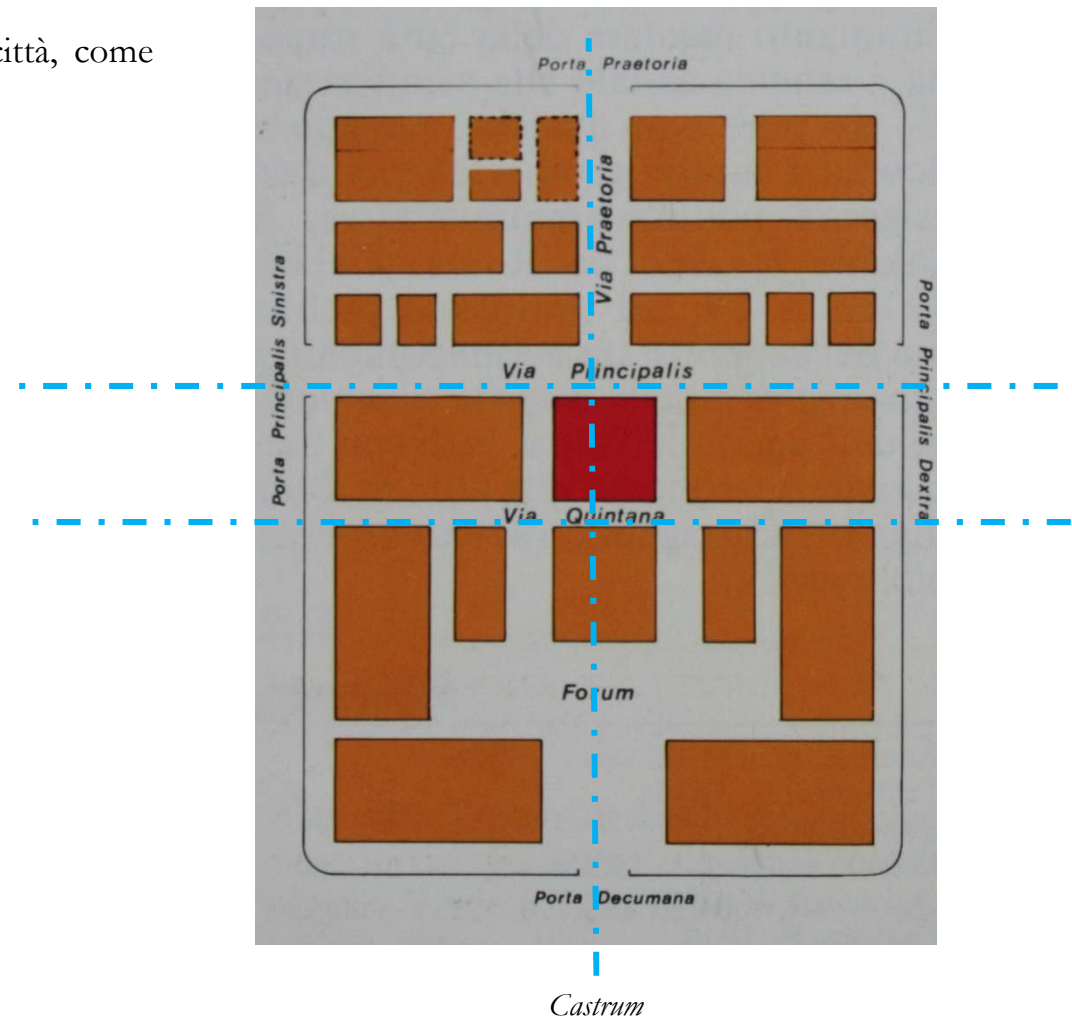 città, come
Porta Praetoria
Via Praetoria
Porta Principalis Sinistra
Porta Principalis Dextra
Via Principalis
Via Quintana
Forum
Porta Decumana
Castrum